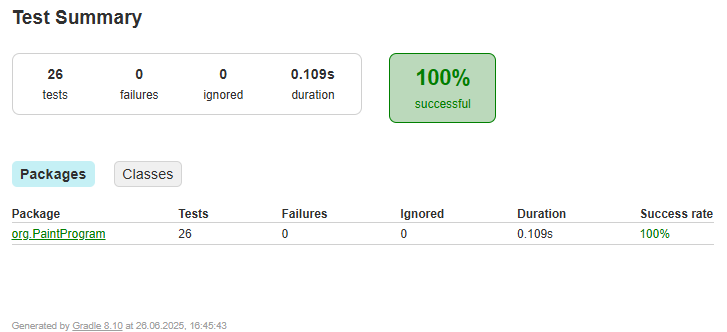 Test Summary
26 0 0 0.109s 100%
tests failures ignored duration successful
Packages Classes
Package Tests Failures Ignored Duration Success rate
org.PaintProgram 26 0 0 0.109s 100%
Generated by Gradle 8.10 at 26.06.2025, 16:45:43